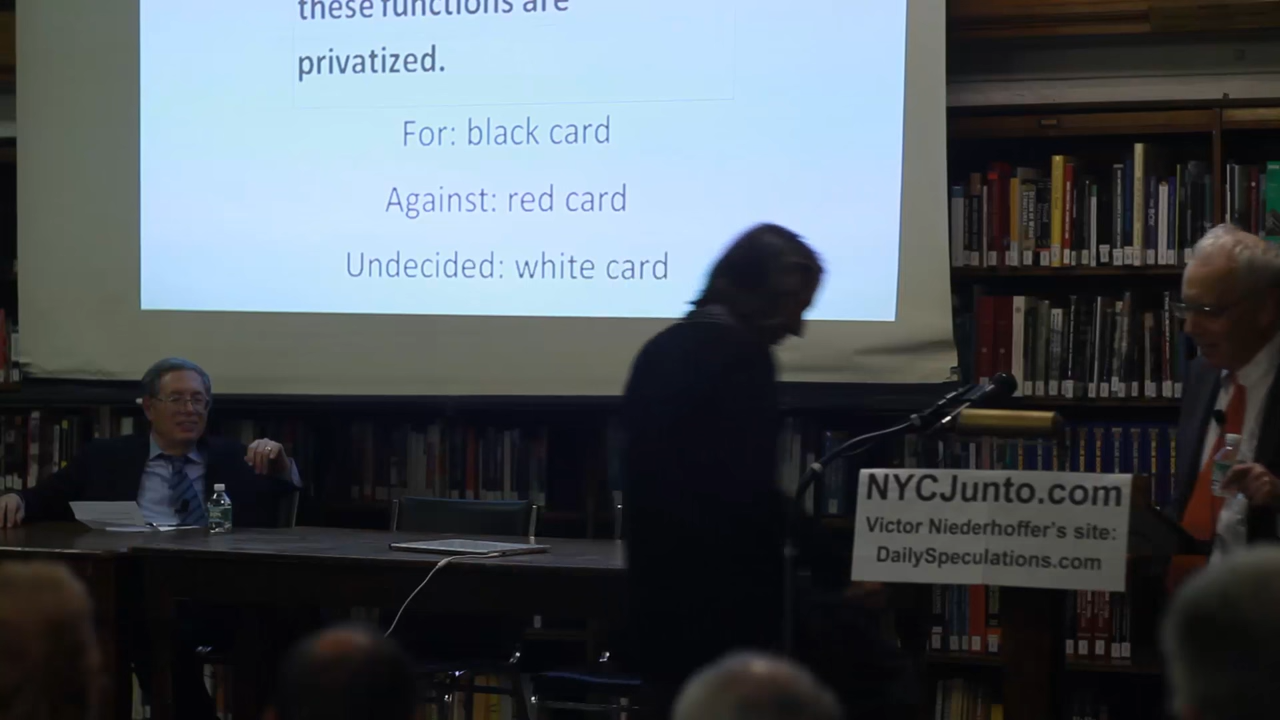 these functions are
privatized.
For: black card
Against: red card
Undecided: white card
NYCJunto.com
Victor Niederhoffer's site:
DailySpeculations.com